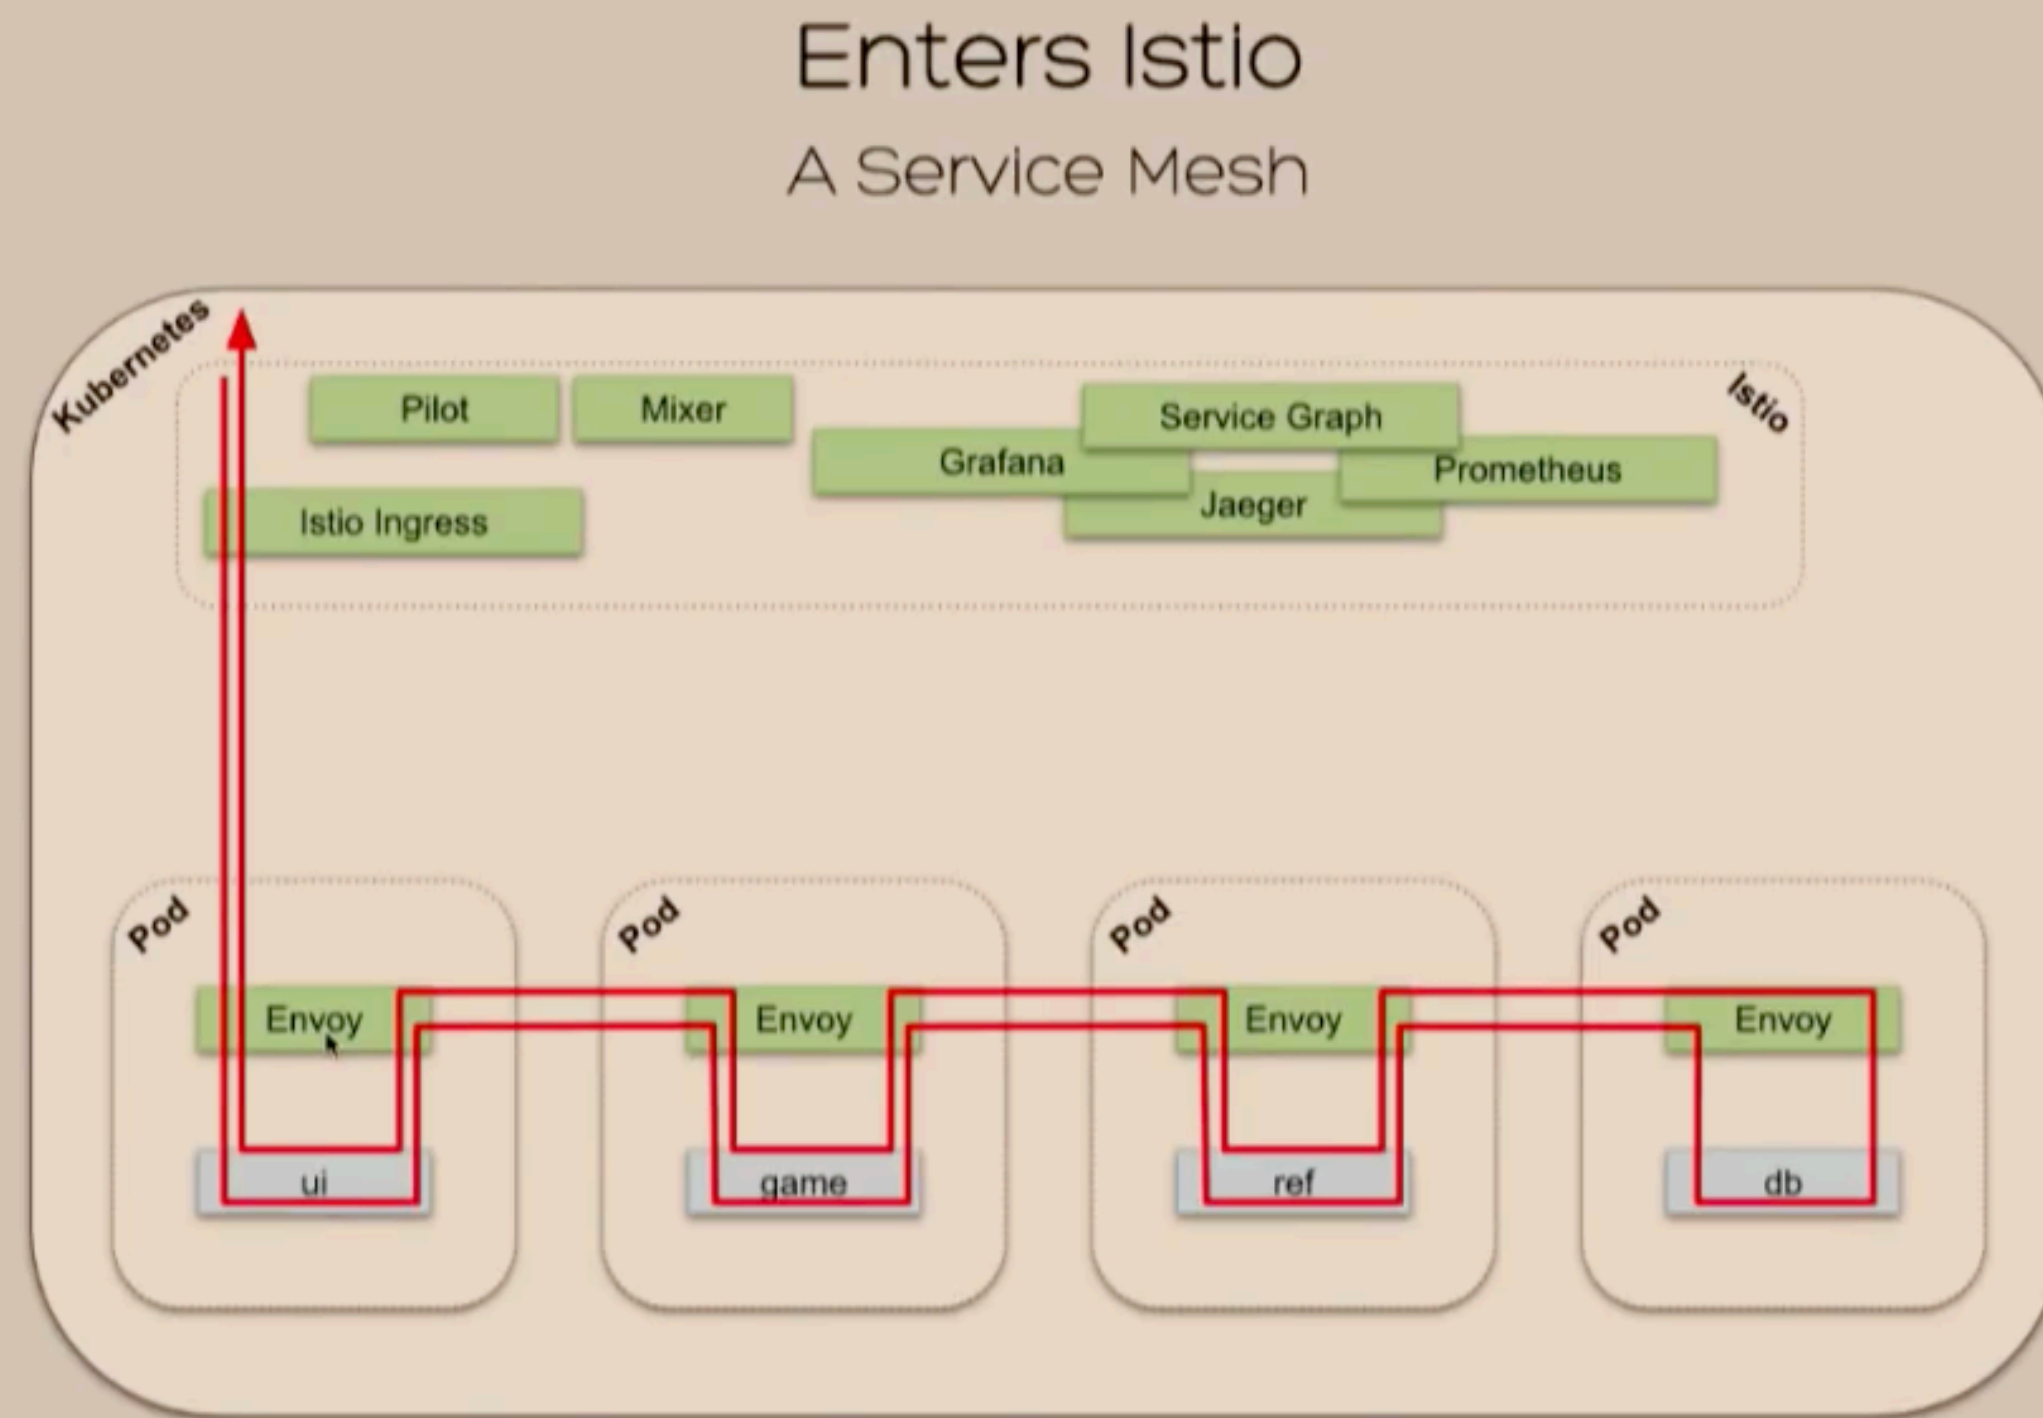 Enters Istio
A Service Mesh
Kubernetes
Istio
Pilot
Mixer
Service Graph
Grafana
Prometheus
Jaeger
Istio Ingress
Pod
Pod
Pod
Pod
Envoy
Envoy
Envoy
Envoy
ui
game
ref
db